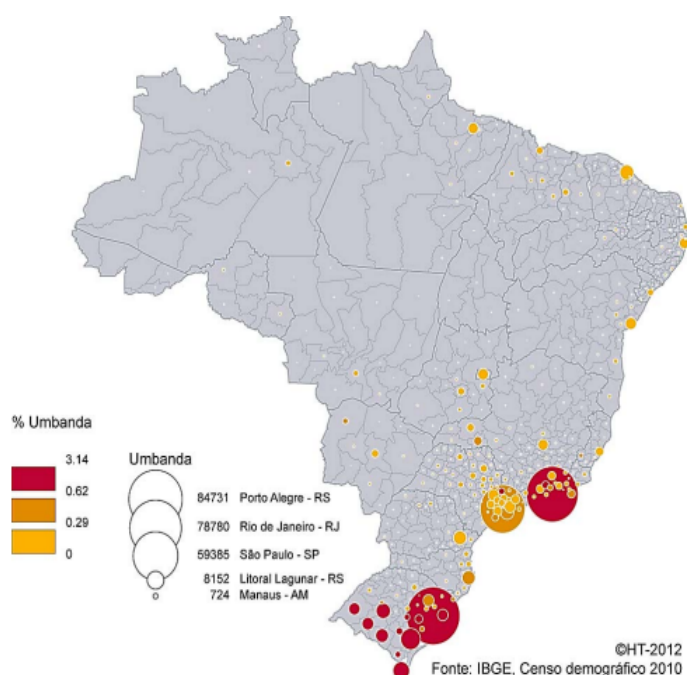 % Umbanda
3.14
0.62
0.29
0
Umbanda
84731 Porto Alegre - RS
78780 Rio de Janeiro - RJ
59385 São Paulo - SP
8152 Litoral Lagunar - RS
724 Manaus - AM
©HT-2012
Fonte: IBGE, Censo demográfico 2010